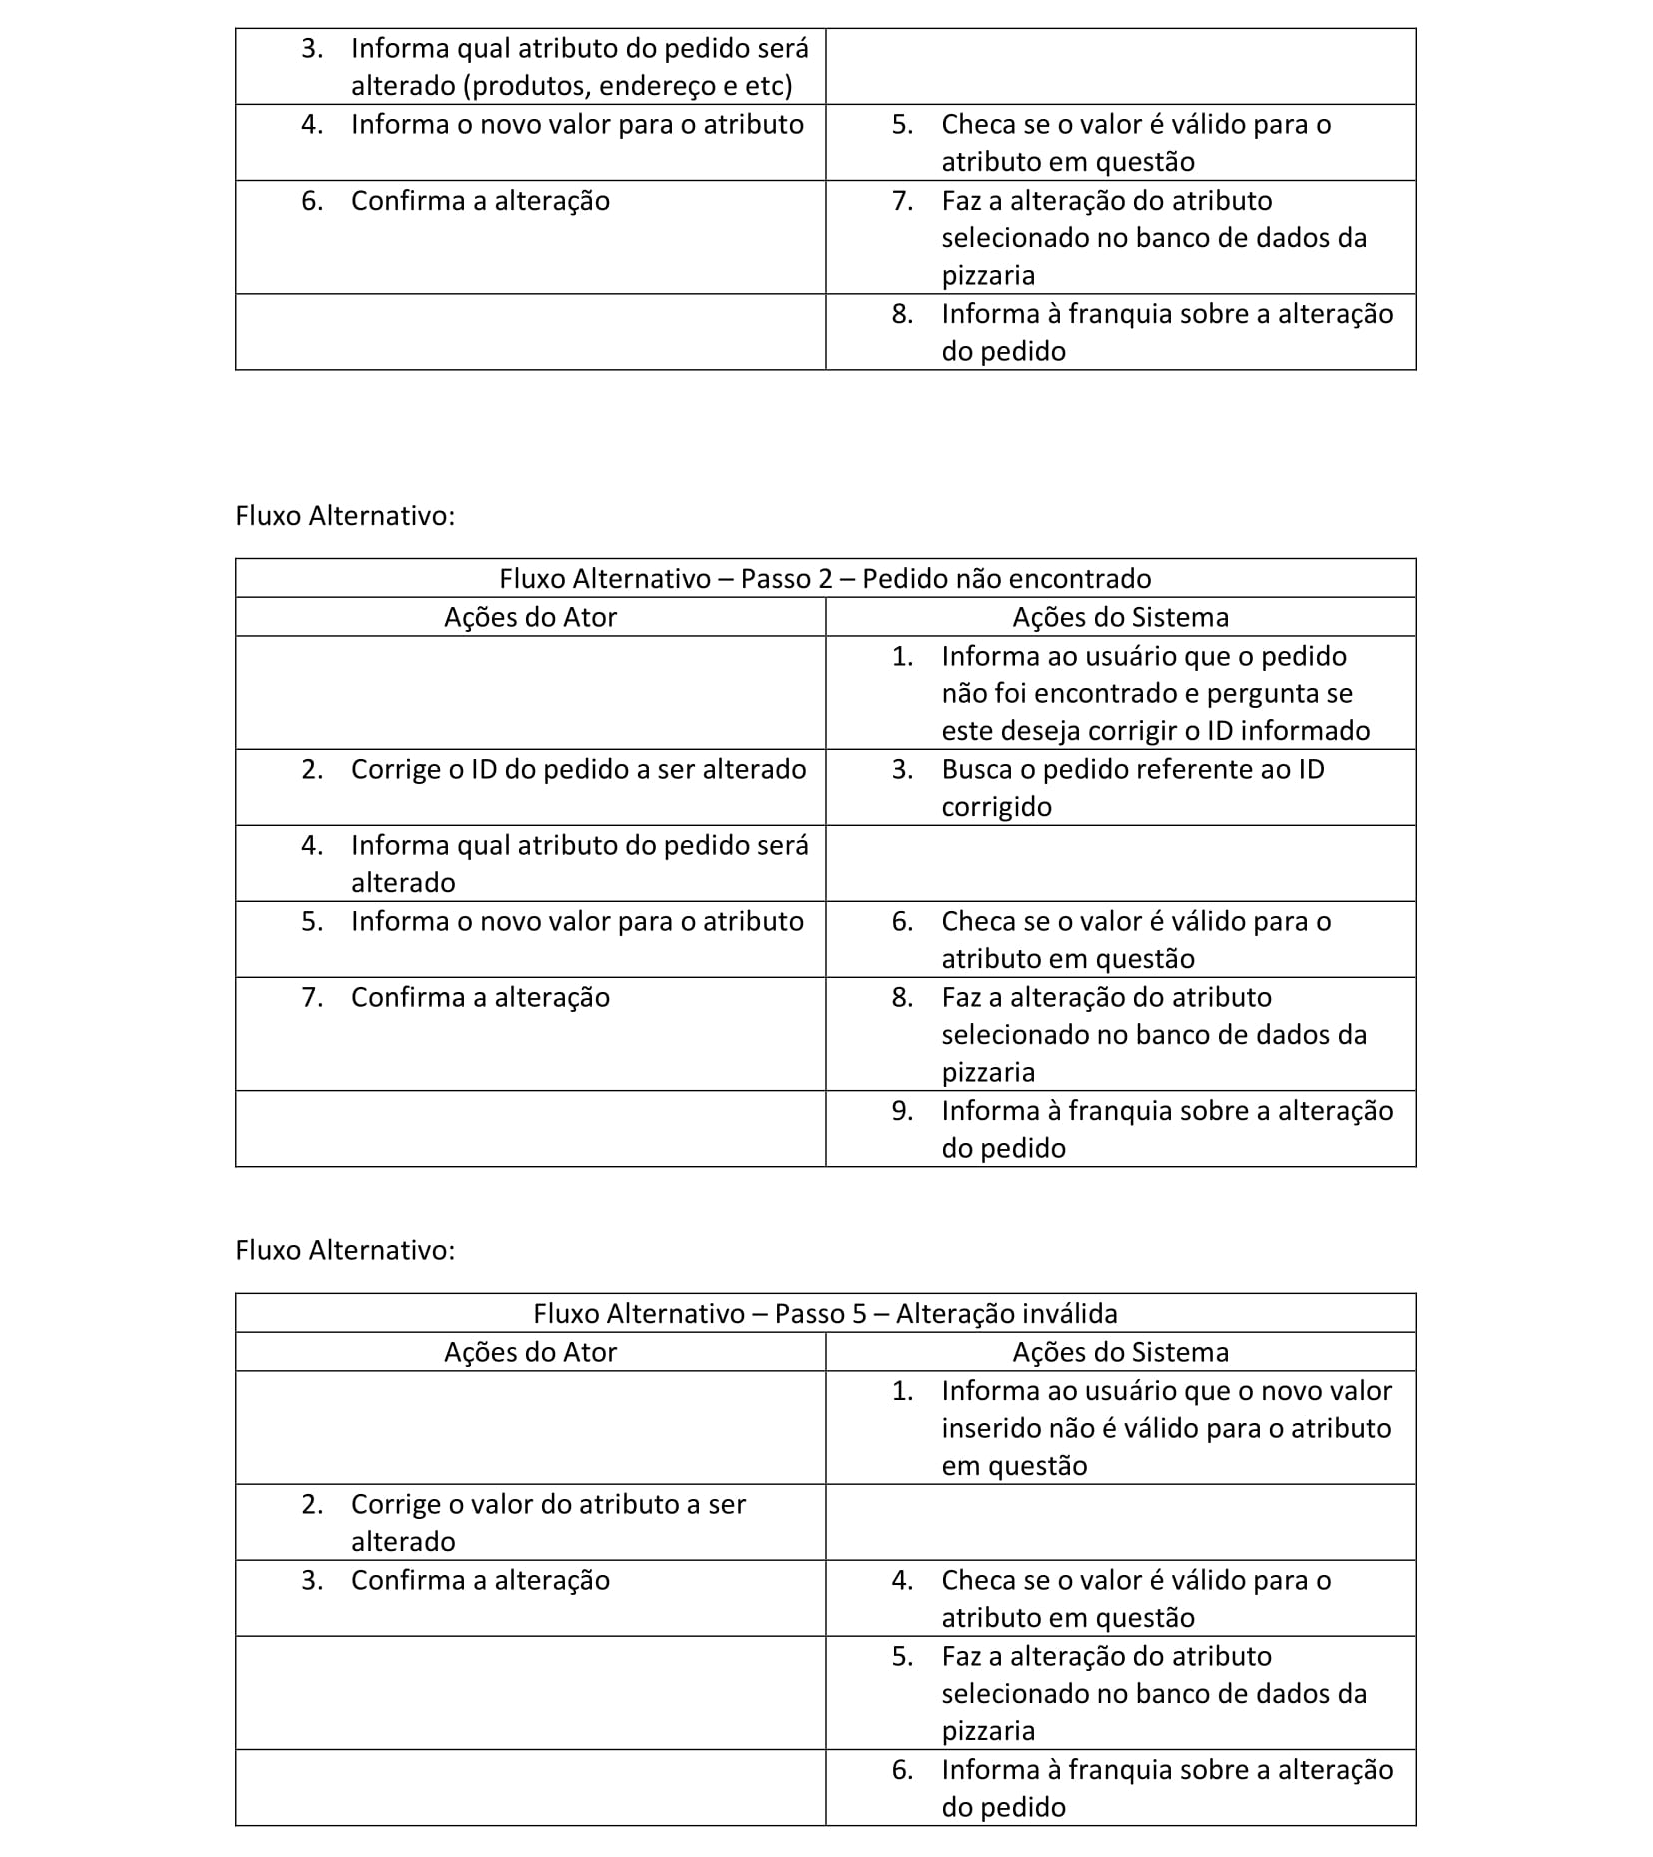 3. Informa qual atributo do pedido será
alterado (produtos, endereço e etc)
4. Informa o novo valor para o atributo
5. Checa se o valor é válido para o
atributo em questão
6. Confirma a alteração
7. Faz a alteração do atributo
selecionado no banco de dados da
pizzaria
8. Informa à franquia sobre a alteração
do pedido
Fluxo Alternativo:
Fluxo Alternativo – Passo 2 – Pedido não encontrado
Ações do Ator
Ações do Sistema
1. Informa ao usuário que o pedido
não foi encontrado e pergunta se
este deseja corrigir o ID informado
2. Corrige o ID do pedido a ser alterado
3. Busca o pedido referente ao ID
corrigido
4. Informa qual atributo do pedido será
alterado
5. Informa o novo valor para o atributo
6. Checa se o valor é válido para o
atributo em questão
7. Confirma a alteração
8. Faz a alteração do atributo
selecionado no banco de dados da
pizzaria
9. Informa à franquia sobre a alteração
do pedido
Fluxo Alternativo:
Fluxo Alternativo – Passo 5 – Alteração inválida
Ações do Ator
Ações do Sistema
1. Informa ao usuário que o novo valor
inserido não é válido para o atributo
em questão
2. Corrige o valor do atributo a ser
alterado
3. Confirma a alteração
4. Checa se o valor é válido para o
atributo em questão
5. Faz a alteração do atributo
selecionado no banco de dados da
pizzaria
6. Informa à franquia sobre a alteração
do pedido